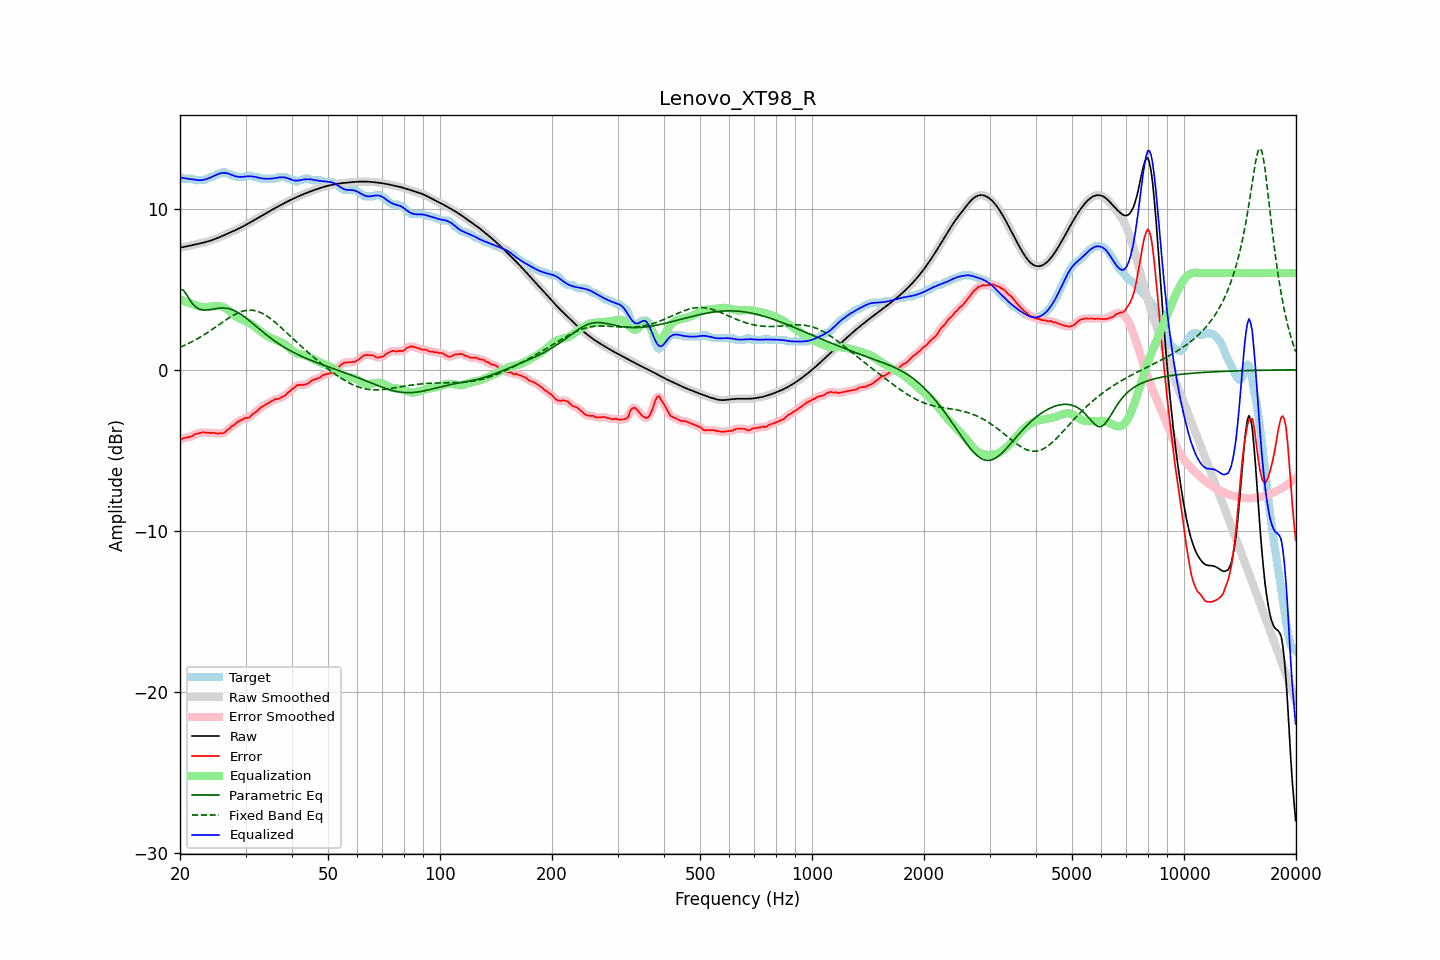 Lenovo_XT98_R
Amplitude (dBr)
10
0
−10
−20
−30
Target
Raw Smoothed
Error Smoothed
Raw
Error
Equalization
Parametric Eq
Fixed Band Eq
Equalized
20 50 100 200 500 1000 2000 5000 10000 20000
Frequency (Hz)